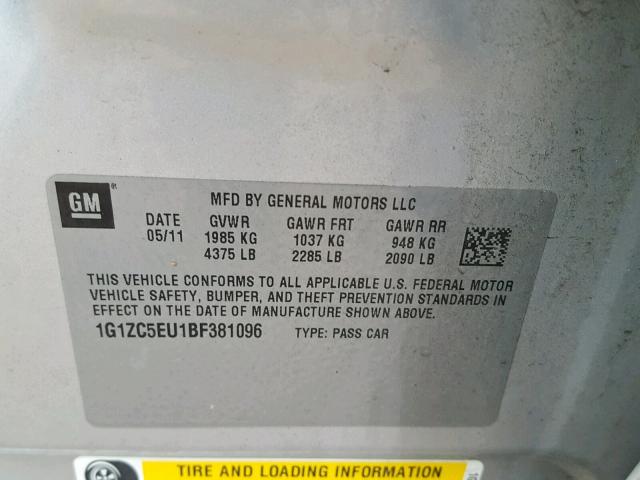 GM®
MFD BY GENERAL MOTORS LLC
DATE GVWR GAWR FRT GAWR RR
05/11 1985 KG 1037 KG 948 KG
4375 LB 2285 LB 2090 LB
THIS VEHICLE CONFORMS TO ALL APPLICABLE U.S. FEDERAL MOTOR
VEHICLE SAFETY, BUMPER, AND THEFT PREVENTION STANDARDS IN
EFFECT ON THE DATE OF MANUFACTURE SHOWN ABOVE.
1G1ZC5EU1BF381096 TYPE: PASS CAR
TIRE AND LOADING INFORMATION